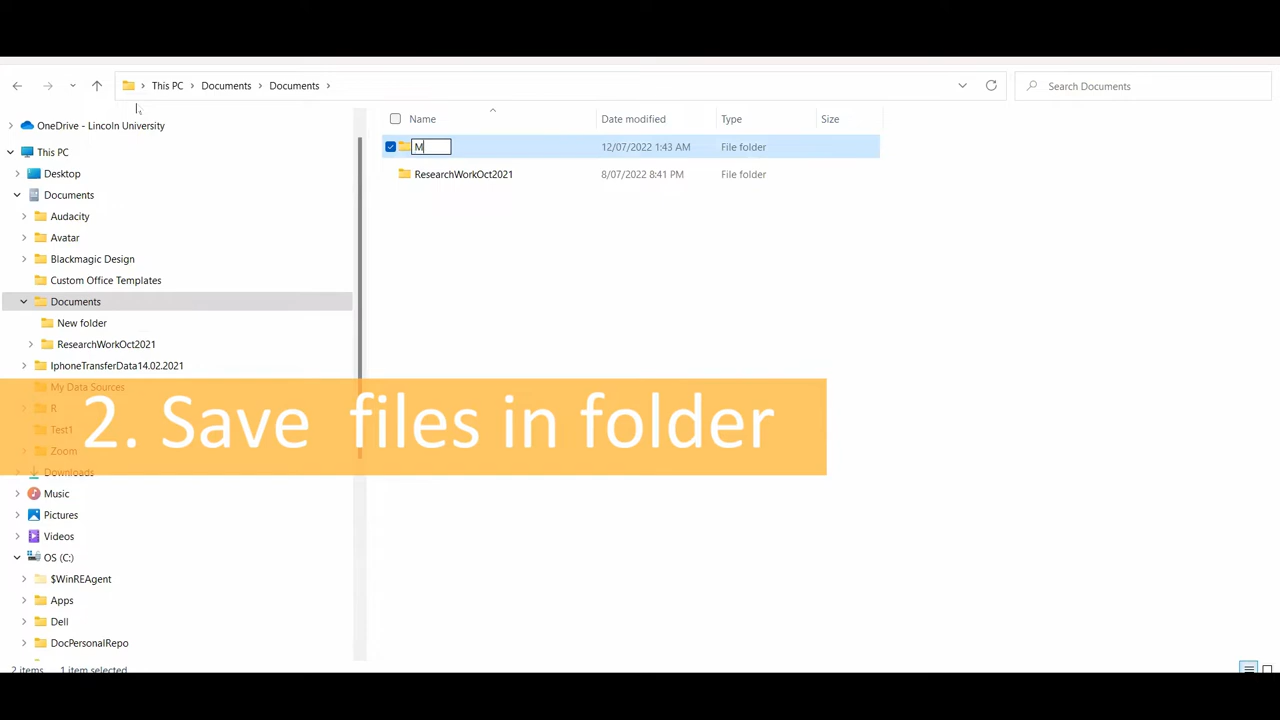 This PC > Documents > Documents >
Search Documents
OneDrive - Lincoln University
This PC
Desktop
Documents
Audacity
Avatar
Blackmagic Design
Custom Office Templates
Documents
New folder
ResearchWorkOct2021
IphoneTransferData14.02.2021
My Data Sources
R
Test1
Zoom
Downloads
Music
Pictures
Videos
OS (C:)
$WinREAgent
Apps
Dell
DocPersonalRepo
Name Date modified Type Size
M 12/07/2022 1:43 AM File folder
ResearchWorkOct2021 8/07/2022 8:41 PM File folder
2. Save files in folder
2 items 1 item selected